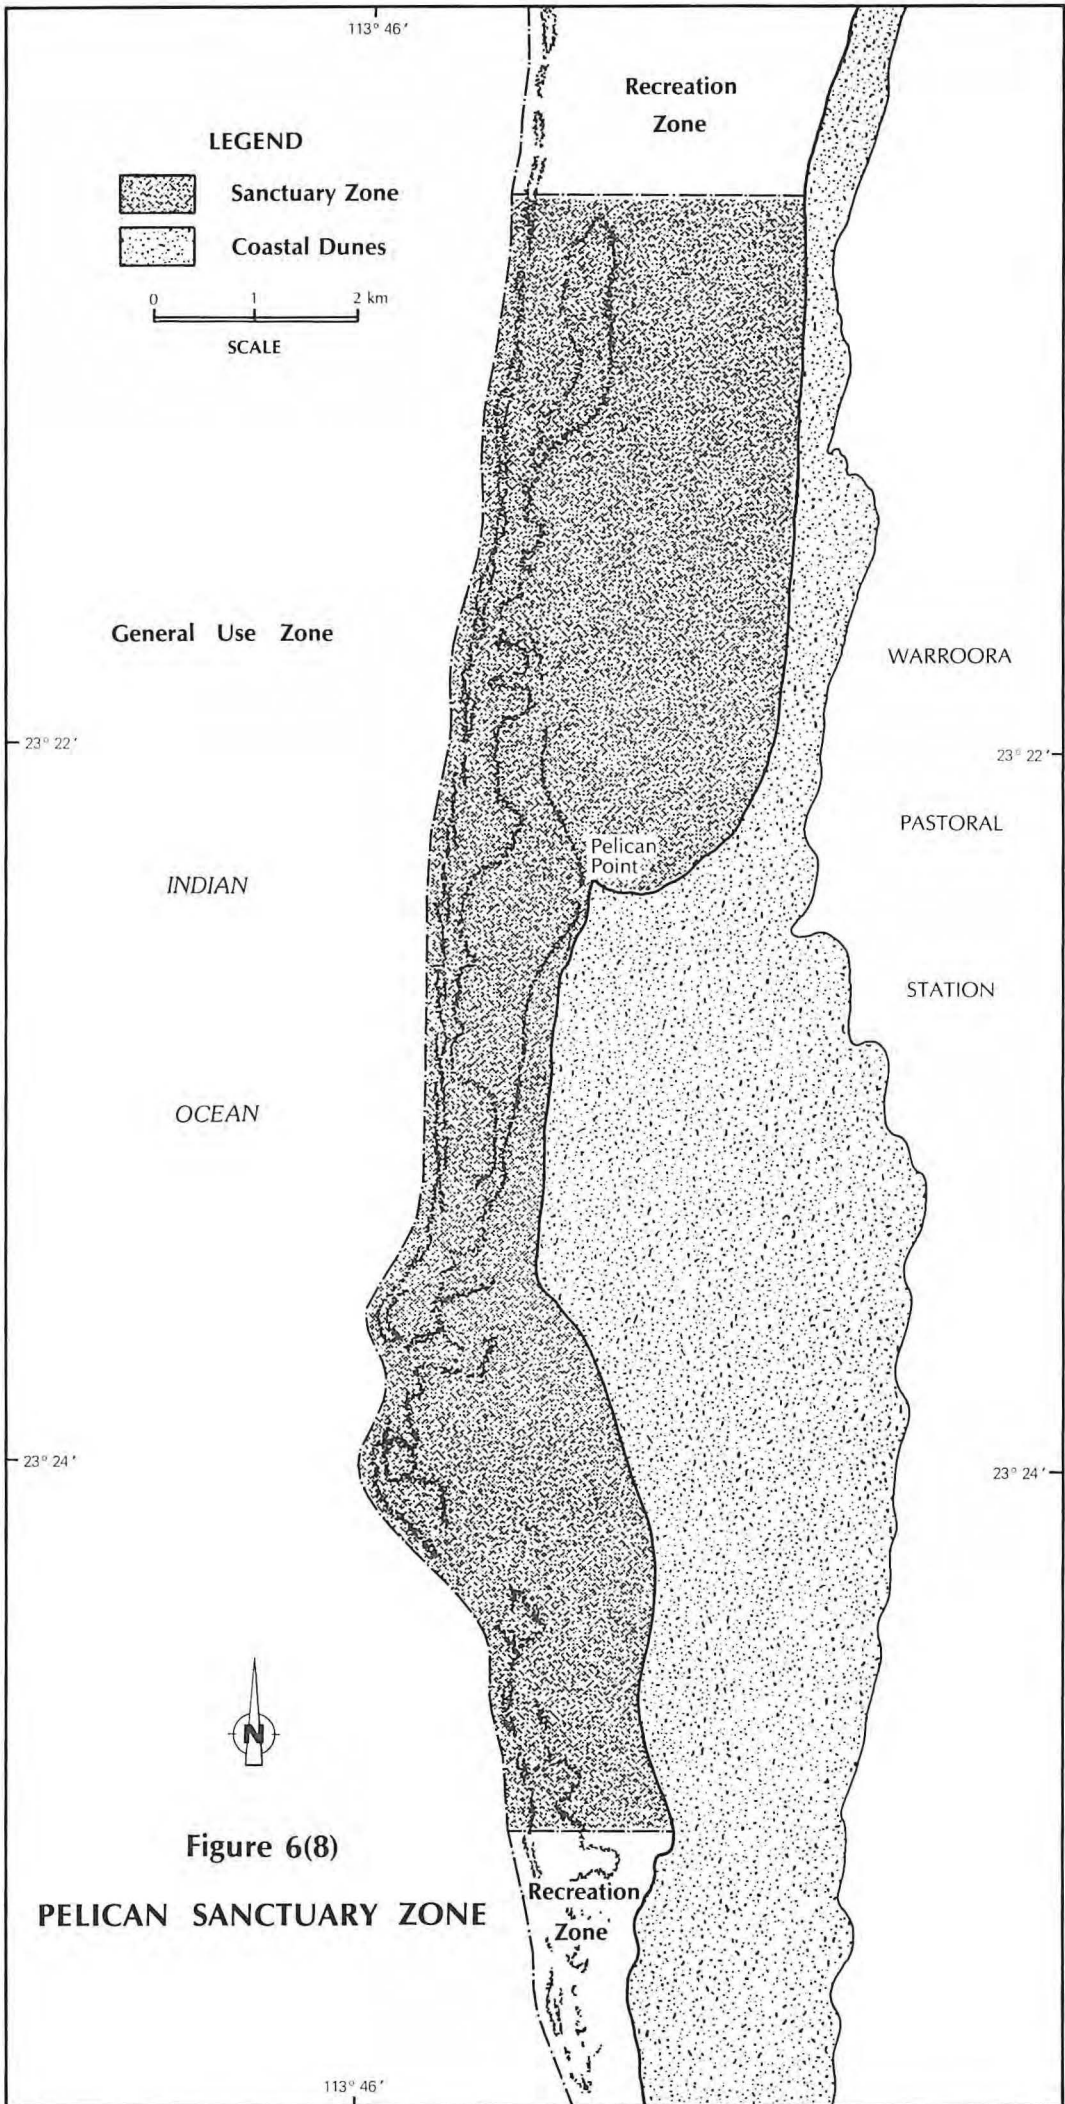 113° 46'
Recreation
Zone
LEGEND
Sanctuary Zone
Coastal Dunes
0 1 2 km
SCALE
General Use Zone
WARROORA
23° 22'
23° 22'
PASTORAL
Pelican
Point
INDIAN
STATION
OCEAN
23° 24'
23° 24'
N
Figure 6(8)
PELICAN SANCTUARY ZONE
Recreation
Zone
113° 46'